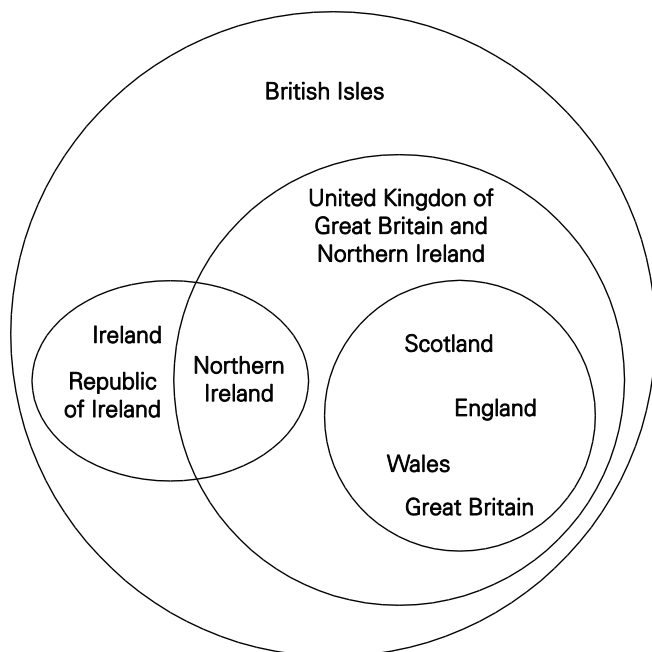 British Isles
United Kingdon of
Great Britain and
Northern Ireland
Ireland
Republic
of Ireland
Northern
Ireland
Scotland
England
Wales
Great Britain